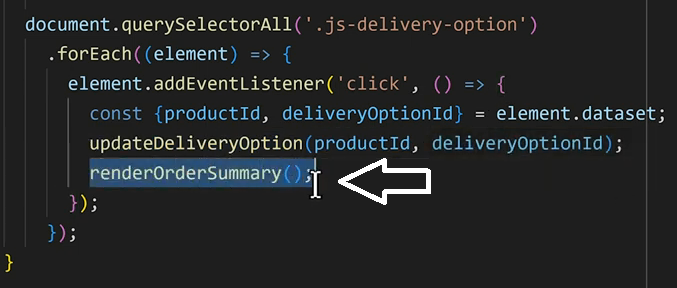 document.querySelectorAll('.js-delivery-option')
.forEach((element) => {
element.addEventListener('click', () => {
const {productId, deliveryOptionId} = element.dataset;
updateDeliveryOption(productId, deliveryOptionId);
renderOrderSummary();
});
});
}